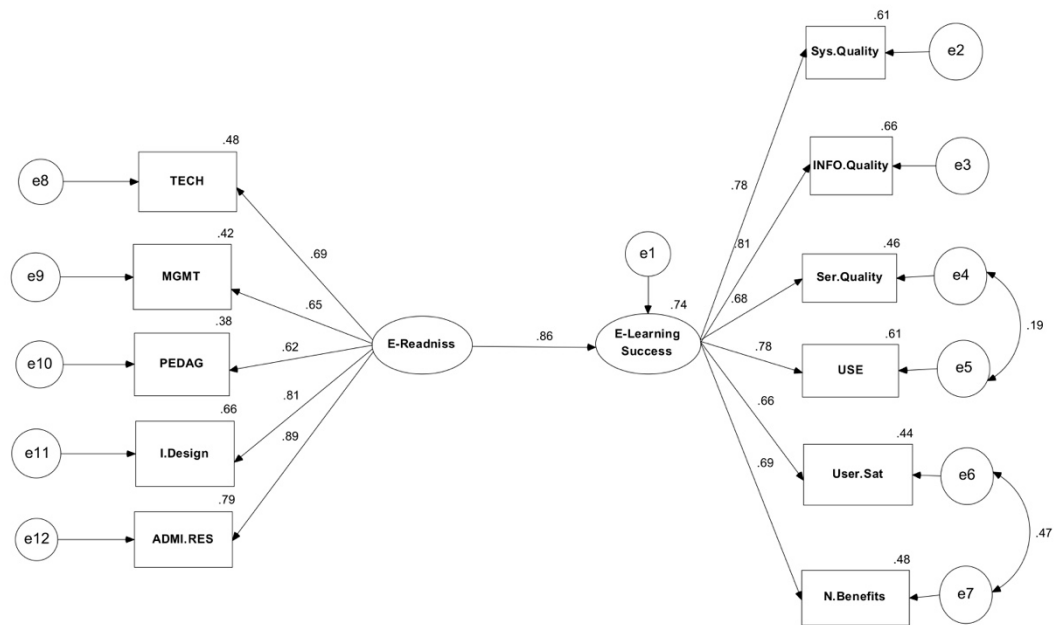 .61
Sys.Quality
e2
.66
INFO.Quality
e3
.78
.48
e8
TECH
.81
.69
.42
e9
MGMT
e1
.46
Ser.Quality
e4
.65
.68
.74
.19
.38
e10
PEDAG
.62
E-Readniss
.86
E-Learning
Success
.78
.61
USE
e5
.81
.66
.66
e11
I.Design
.89
.69
.44
User.Sat
e6
.79
e12
ADMI.RES
.47
.48
N.Benefits
e7